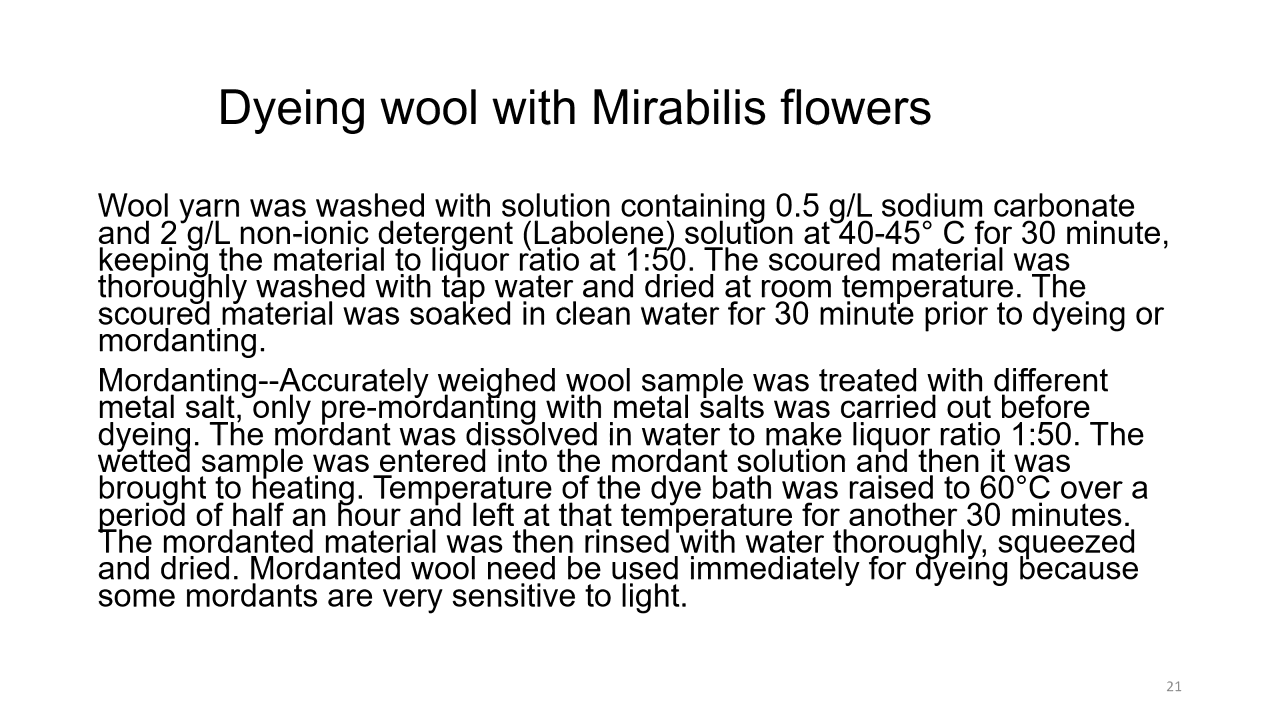 Dyeing wool with Mirabilis flowers
Wool yarn was washed with solution containing 0.5 g/L sodium carbonate
and 2 g/L non-ionic detergent (Labolene) solution at 40-45° C for 30 minute,
keeping the material to liquor ratio at 1:50. The scoured material was
thoroughly washed with tap water and dried at room temperature. The
scoured material was soaked in clean water for 30 minute prior to dyeing or
mordanting.
Mordanting--Accurately weighed wool sample was treated with different
metal salt, only pre-mordanting with metal salts was carried out before
dyeing. The mordant was dissolved in water to make liquor ratio 1:50. The
wetted sample was entered into the mordant solution and then it was
brought to heating. Temperature of the dye bath was raised to 60°C over a
period of half an hour and left at that temperature for another 30 minutes.
The mordanted material was then rinsed with water thoroughly, squeezed
and dried. Mordanted wool need be used immediately for dyeing because
some mordants are very sensitive to light.
21